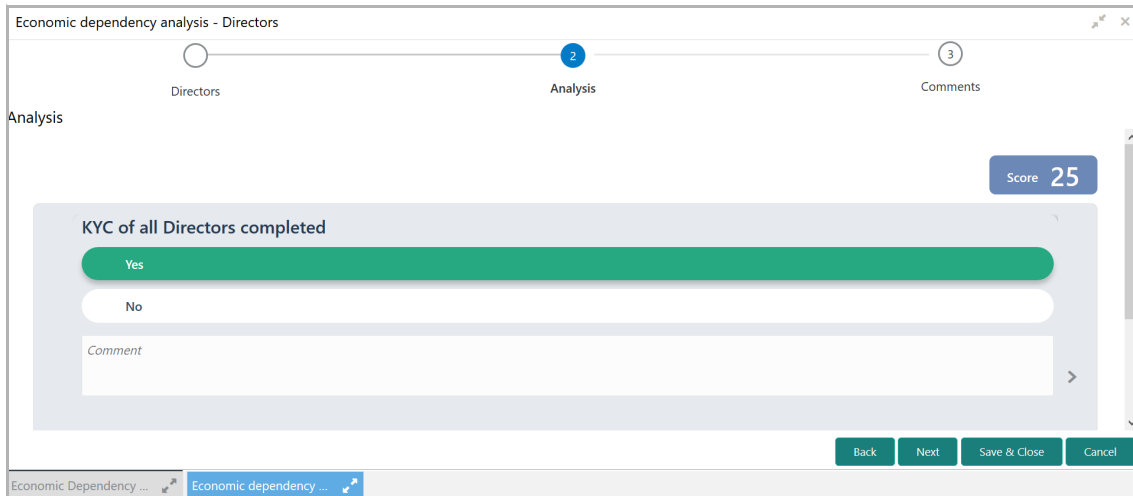 Economic dependency analysis - Directors
2
3
Directors
Analysis
Comments
Analysis
Score 25
KYC of all Directors completed
Yes
No
Comment
Back Next Save & Close Cancel
Economic Dependency ... Economic dependency ...